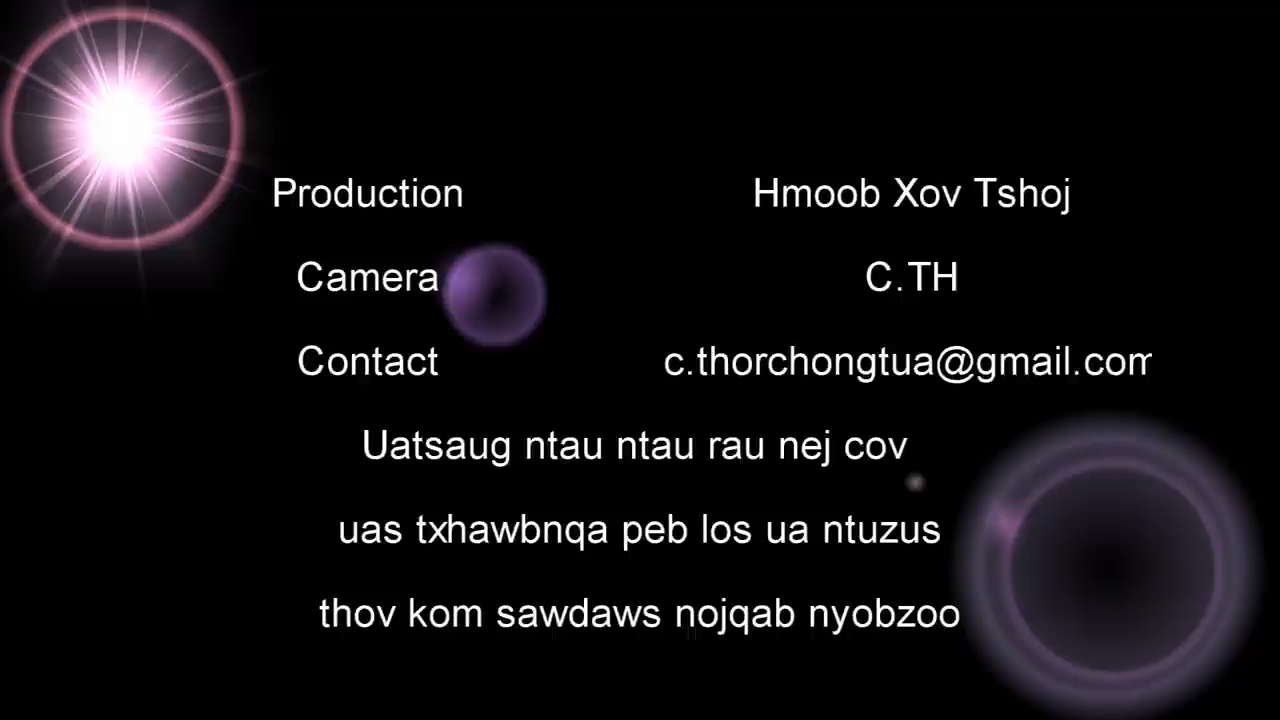 Production Hmoob Xov Tshoj
Camera C.TH
Contact c.thorchongtua@gmail.com
Uatsaug ntau ntau rau nej cov
uas txhawbnqa peb los ua ntuzus
thov kom sawdaws nojqab nyobzoo